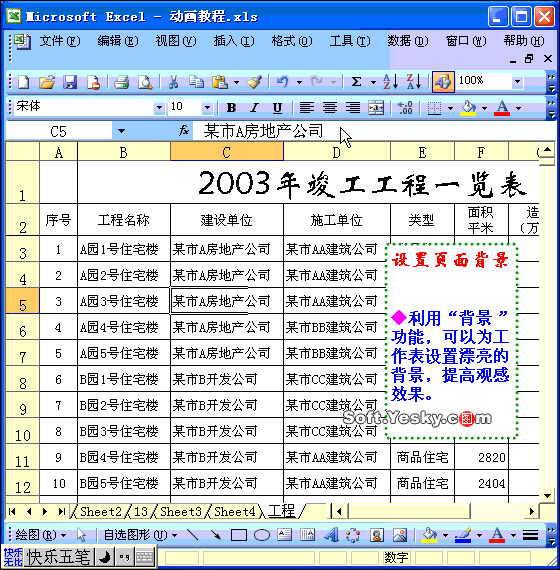 Microsoft Excel - 动画教程.xls
文件(F) 编辑(E) 视图(V) 插入(I) 格式(O) 工具(T) 数据(D) 窗口(W) 帮助(H)
Σ 100%
宋体 10 B I U
C5 fx 某市A房地产公司
A B C D E F
1 2003年竣工工程一览表
2 序号 工程名称 建设单位 施工单位 类型 面积 平米 造 (万
3 1 A园1号住宅楼 某市A房地产公司 某市AA建筑公司
4 2 A园2号住宅楼 某市A房地产公司 某市AA建筑公司
5 3 A园3号住宅楼 某市A房地产公司 某市AA建筑公司
6 4 A园4号住宅楼 某市A房地产公司 某市BB建筑公司
7 5 A园5号住宅楼 某市A房地产公司 某市BB建筑公司
8 6 B园1号住宅楼 某市B开发公司 某市CC建筑公司
9 7 B园2号住宅楼 某市B开发公司 某市CC建筑公司
10 8 B园3号住宅楼 某市B开发公司 某市CC建筑公司
11 9 B园4号住宅楼 某市B开发公司 某市AA建筑公司 商品住宅 2820
12 10 B园5号住宅楼 某市B开发公司 某市AA建筑公司 商品住宅 2404
设置页面背景
◆利用“背景”
功能，可以为工
作表设置漂亮的
背景，提高观感
效果。
Soft.Yesky.com
Sheet2 13 Sheet3 Sheet4 工程
绘图(R) 自选图形(U)
数字
快乐五笔